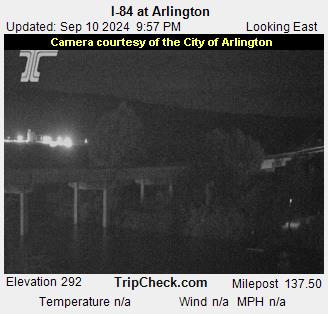 I-84 at Arlington
Updated: Sep 10 2024 9:57 PM Looking East
Camera courtesy of the City of Arlington
Elevation 292 TripCheck.com Milepost 137.50
Temperature n/a Wind n/a MPH n/a